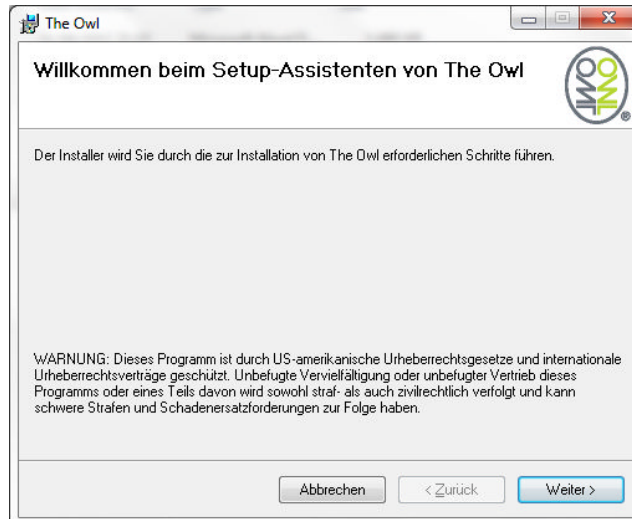 The Owl
Willkommen beim Setup-Assistenten von The Owl
OWL
OWL
®
Der Installer wird Sie durch die zur Installation von The Owl erforderlichen Schritte führen.
WARNUNG: Dieses Programm ist durch US-amerikanische Urheberrechtsgesetze und internationale
Urheberrechtsverträge geschützt. Unbefugte Vervielfältigung oder unbefugter Vertrieb dieses
Programms oder eines Teils davon wird sowohl straf- als auch zivilrechtlich verfolgt und kann
schwere Strafen und Schadenersatzforderungen zur Folge haben.
Abbrechen
< Zurück
Weiter >